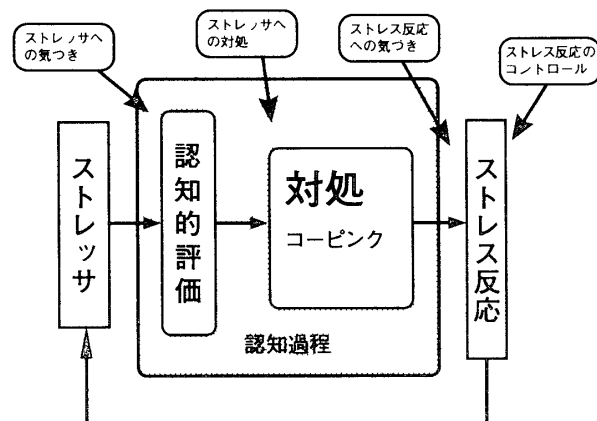 ストレッサへ
の気づき
ストレッサへ
の対処
ストレス反応
への気づき
ストレス反応の
コントロール
ストレッサ
認知的評価
対処
コーピンク
ストレス反応
認知過程